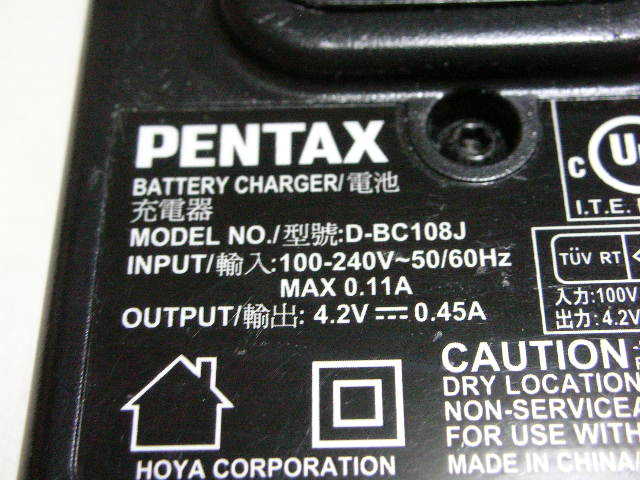 PENTAX
BATTERY CHARGER/電池
充電器
MODEL NO./型號:D-BC108J
INPUT/輸入:100-240V~50/60Hz
MAX 0.11A
OUTPUT/輸出: 4.2V 0.45A
HOYA CORPORATION
C
I.T.E.
TÜV RT
入力:100V
出力:4.2V
CAUTION:
DRY LOCATION
NON-SERVICEA
FOR USE WITH
MADE IN CHINA/